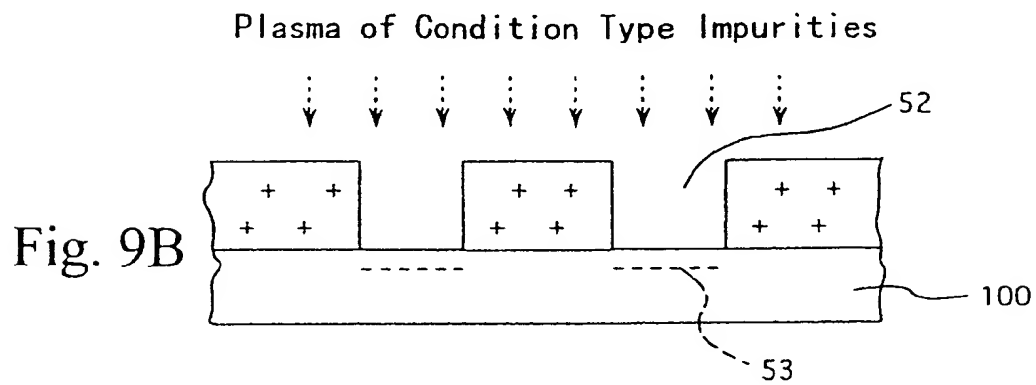 Plasma of Condition Type Impurities
52
+ + + + + +
+ + + + + +
Fig. 9B
100
53